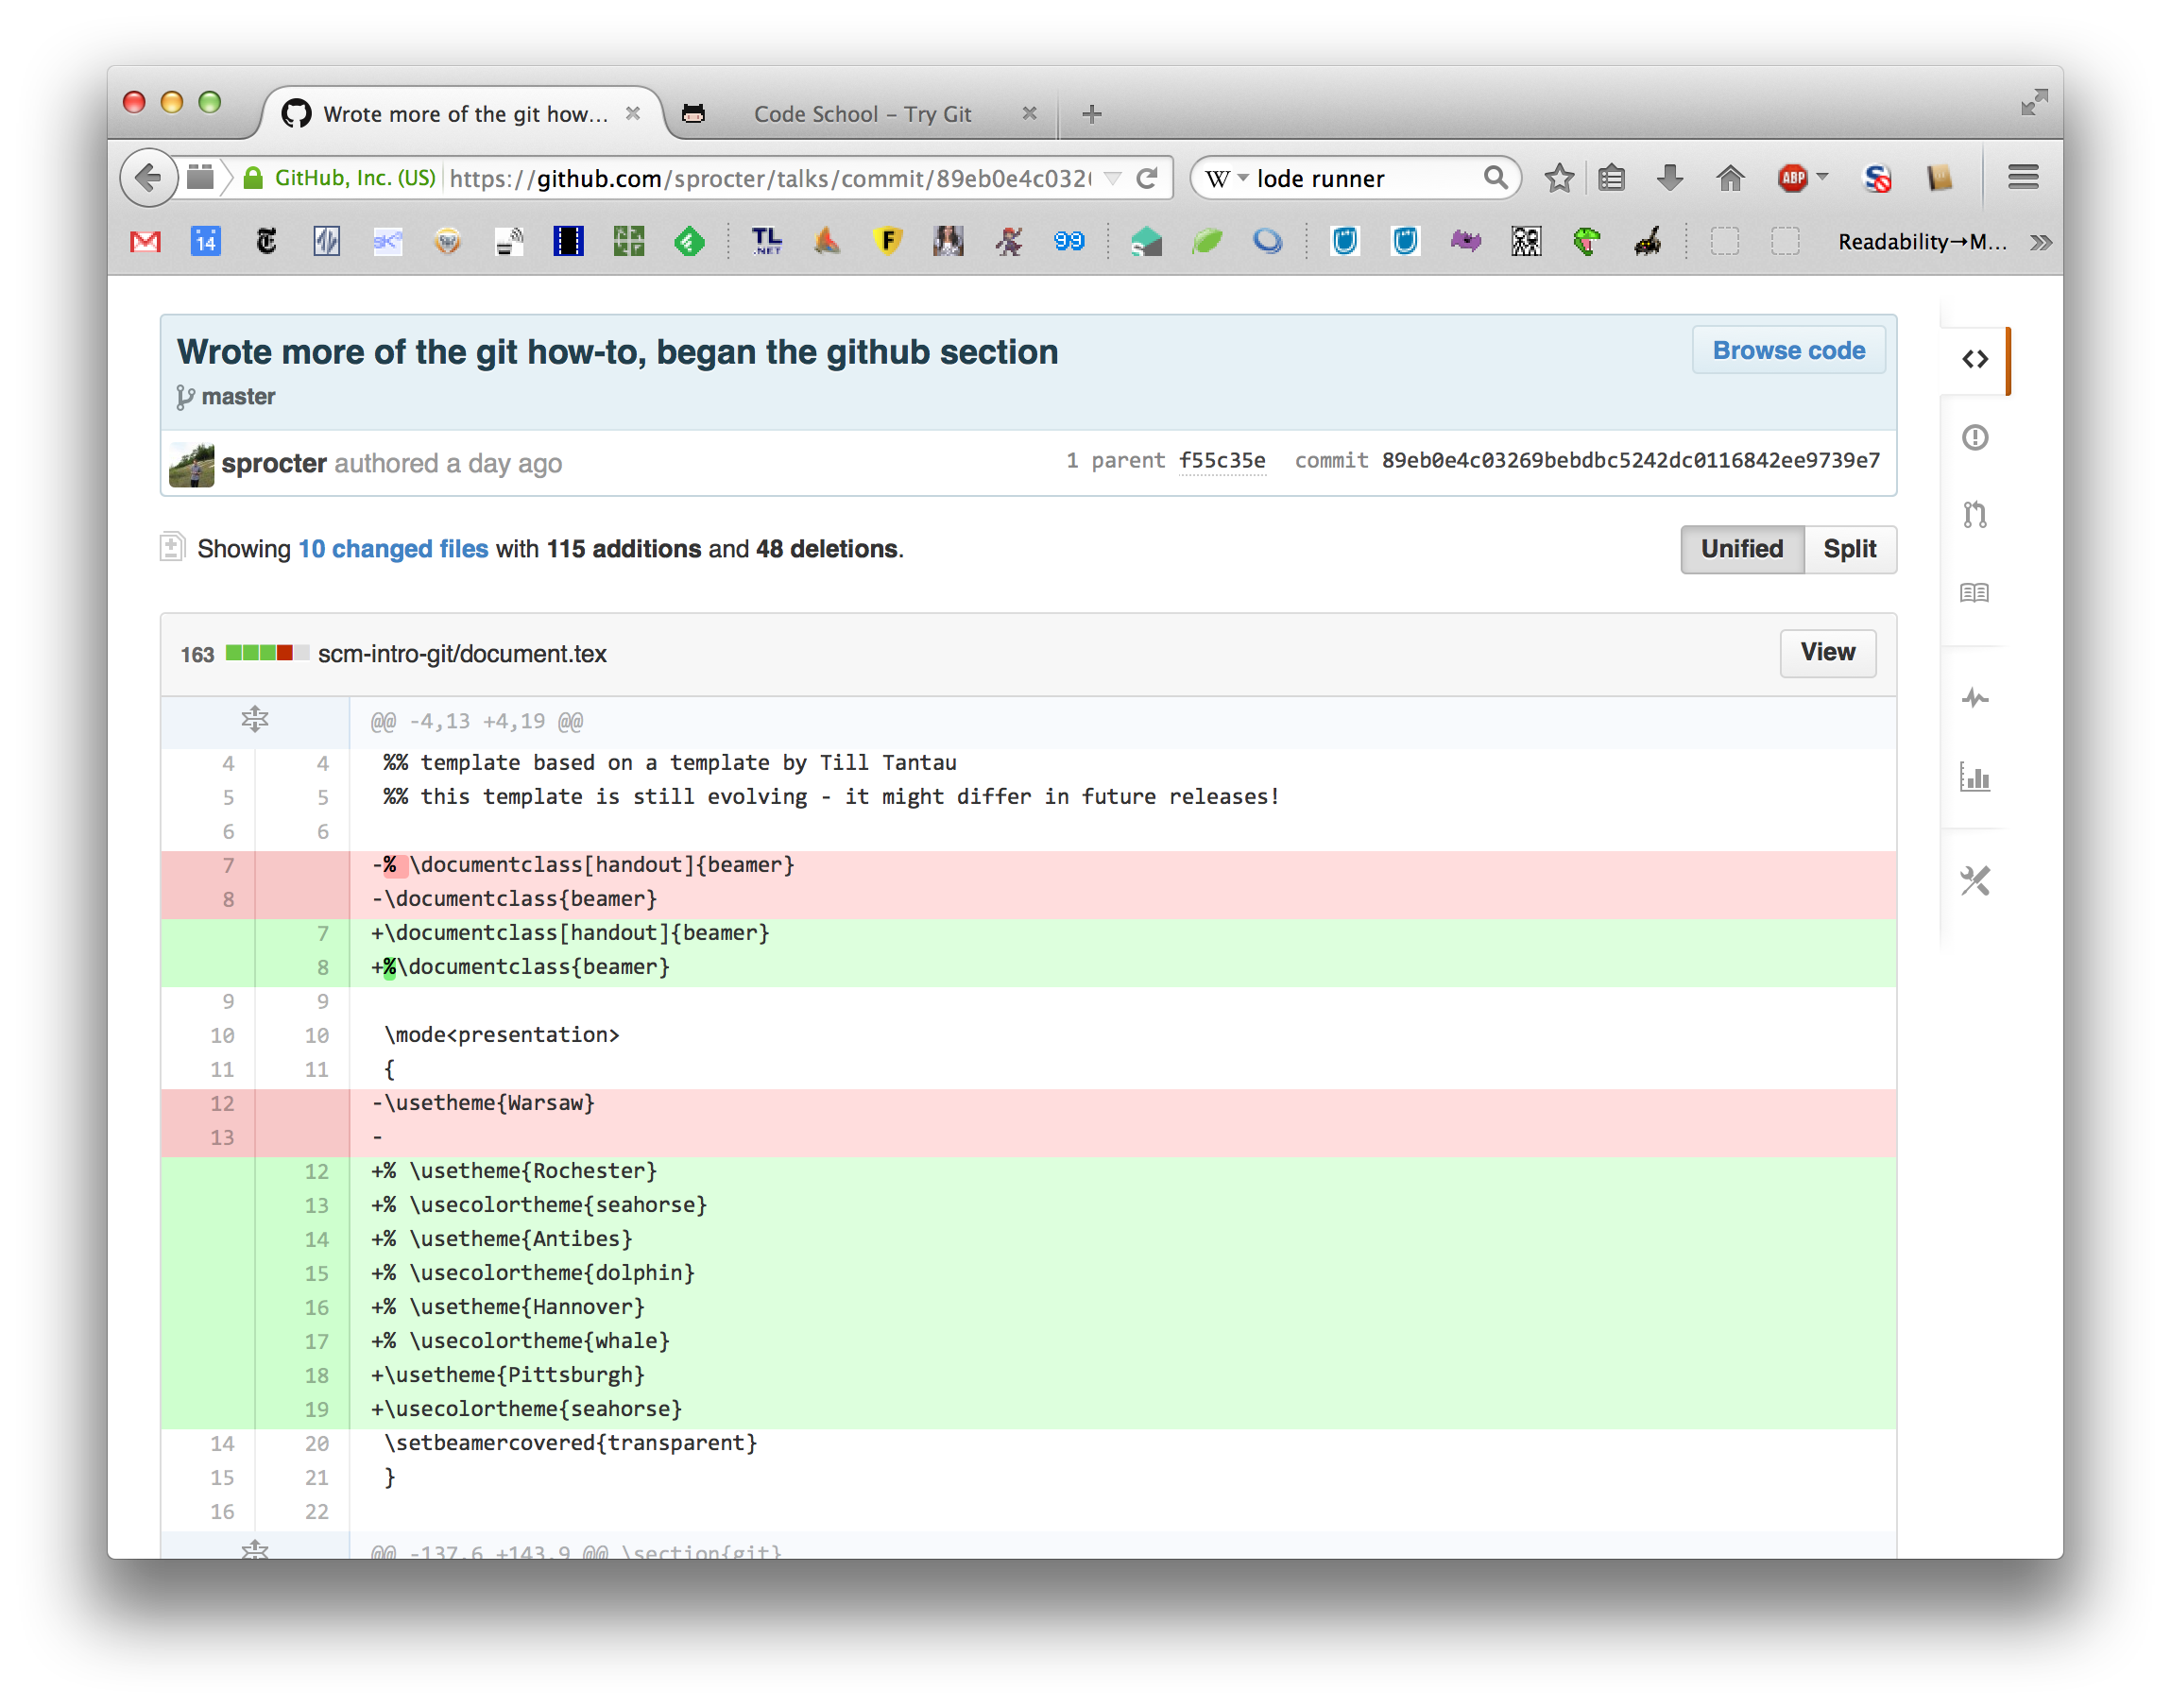 Wrote more of the git how...
Code School – Try Git
GitHub, Inc. (US)
https://github.com/sprocter/talks/commit/89eb0e4c032
W lode runner
ABP
S
14
T
sK
TL
.NET
F
99
Readability→M...
Wrote more of the git how-to, began the github section
Browse code
master
sprocter authored a day ago
1 parent f55c35e commit 89eb0e4c03269bebdbc5242dc0116842ee9739e7
Showing 10 changed files with 115 additions and 48 deletions.
Unified Split
163 scm-intro-git/document.tex
View
@@ -4,13 +4,19 @@
4 4 %% template based on a template by Till Tantau
5 5 %% this template is still evolving - it might differ in future releases!
6 6
7 -% \documentclass[handout]{beamer}
8 -\documentclass{beamer}
7 +\documentclass[handout]{beamer}
8 +%\documentclass{beamer}
9 9
10 10 \mode<presentation>
11 11 {
12 -\usetheme{Warsaw}
13 -
12 +% \usetheme{Rochester}
13 +% \usecolortheme{seahorse}
14 +% \usetheme{Antibes}
15 +% \usecolortheme{dolphin}
16 +% \usetheme{Hannover}
17 +% \usecolortheme{whale}
18 +\usetheme{Pittsburgh}
19 +\usecolortheme{seahorse}
14 20 \setbeamercovered{transparent}
15 21 }
16 22
@@ -137,6 +143,9 @@ \section{git}